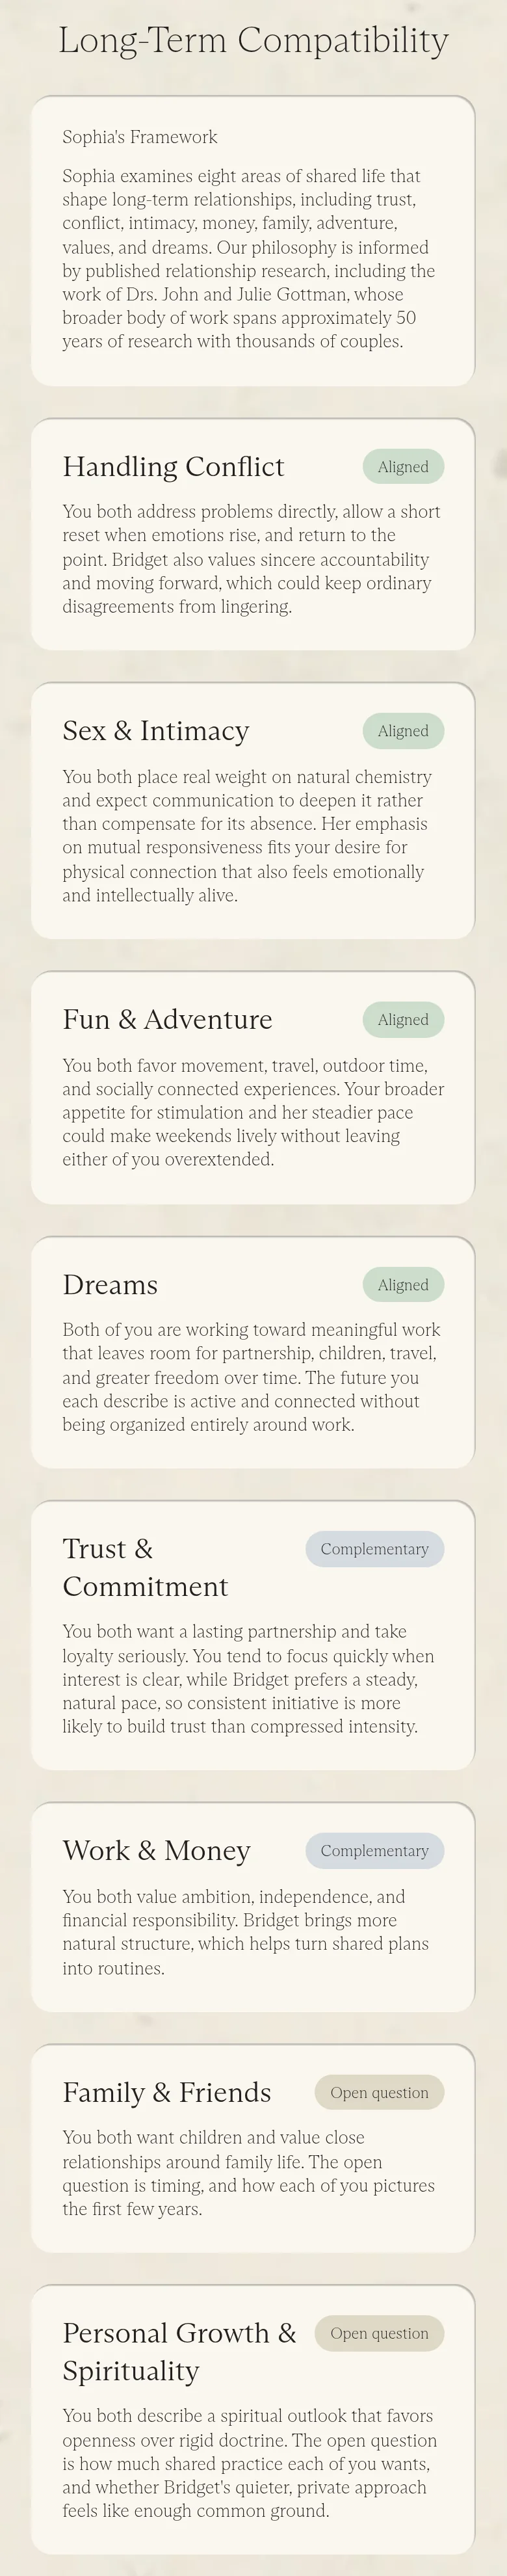 Long-Term Compatibility
Sophia's Framework
Sophia examines eight areas of shared life that
shape long-term relationships, including trust,
conflict, intimacy, money, family, adventure,
values, and dreams. Our philosophy is informed
by published relationship research, including the
work of Drs. John and Julie Gottman, whose
broader body of work spans approximately 50
years of research with thousands of couples.
Handling Conflict
Aligned
You both address problems directly, allow a short
reset when emotions rise, and return to the
point. Bridget also values sincere accountability
and moving forward, which could keep ordinary
disagreements from lingering.
Sex & Intimacy
Aligned
You both place real weight on natural chemistry
and expect communication to deepen it rather
than compensate for its absence. Her emphasis
on mutual responsiveness fits your desire for
physical connection that also feels emotionally
and intellectually alive.
Fun & Adventure
Aligned
You both favor movement, travel, outdoor time,
and socially connected experiences. Your broader
appetite for stimulation and her steadier pace
could make weekends lively without leaving
either of you overextended.
Dreams
Aligned
Both of you are working toward meaningful work
that leaves room for partnership, children, travel,
and greater freedom over time. The future you
each describe is active and connected without
being organized entirely around work.
Trust &
Commitment
Complementary
You both want a lasting partnership and take
loyalty seriously. You tend to focus quickly when
interest is clear, while Bridget prefers a steady,
natural pace, so consistent initiative is more
likely to build trust than compressed intensity.
Work & Money
Complementary
You both value ambition, independence, and
financial responsibility. Bridget brings more
natural structure, which helps turn shared plans
into routines.
Family & Friends
Open question
You both want children and value close
relationships around family life. The open
question is timing, and how each of you pictures
the first few years.
Personal Growth &
Spirituality
Open question
You both describe a spiritual outlook that favors
openness over rigid doctrine. The open question
is how much shared practice each of you wants,
and whether Bridget's quieter, private approach
feels like enough common ground.